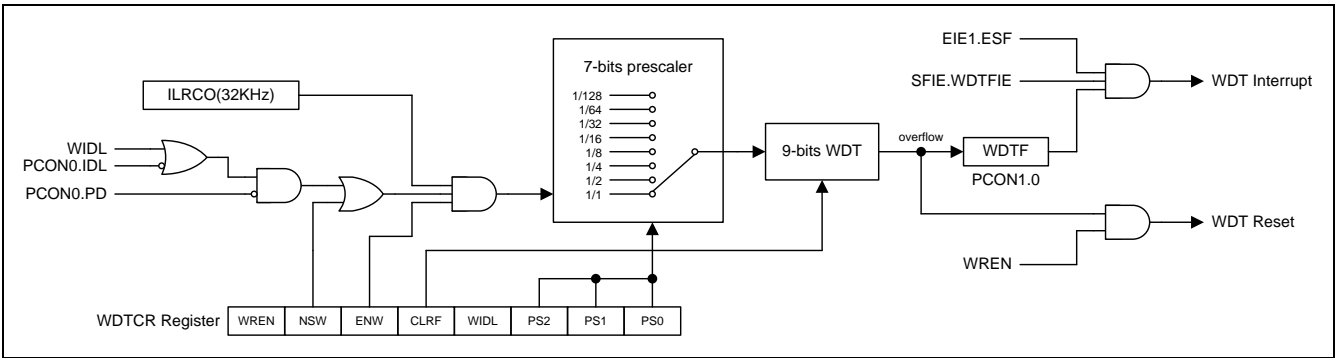 EIE1.ESF
7-bits prescaler
SFIE.WDTFIE
WDT Interrupt
ILRCO(32KHz)
1/128
1/64
1/32
1/16
1/8
1/4
1/2
1/1
WIDL
PCON0.IDL
PCON0.PD
9-bits WDT
overflow
WDTF
PCON1.0
WDT Reset
WREN
WDTCR Register WREN NSW ENW CLRF WIDL PS2 PS1 PS0